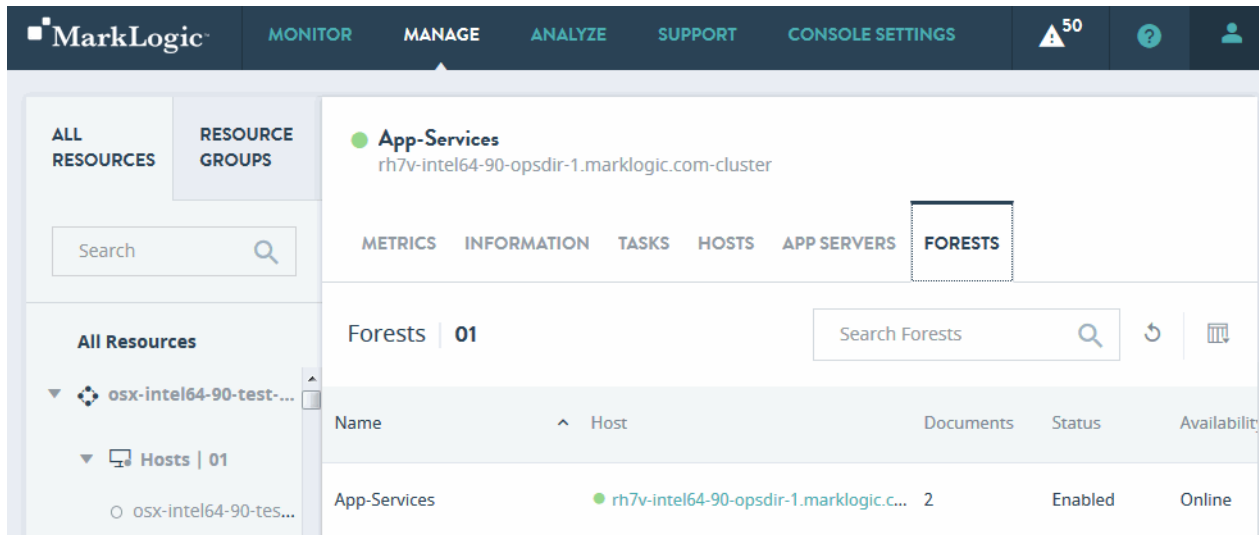 MarkLogic MONITOR MANAGE ANALYZE SUPPORT CONSOLE SETTINGS 50 ?
ALL RESOURCES
RESOURCE GROUPS
Search
All Resources
osx-intel64-90-test-...
Hosts | 01
osx-intel64-90-tes...
App-Services
rh7v-intel64-90-opsdir-1.marklogic.com-cluster
METRICS INFORMATION TASKS HOSTS APP SERVERS FORESTS
Forests | 01 Search Forests
Name Host Documents Status Availability
App-Services rh7v-intel64-90-opsdir-1.marklogic.c... 2 Enabled Online